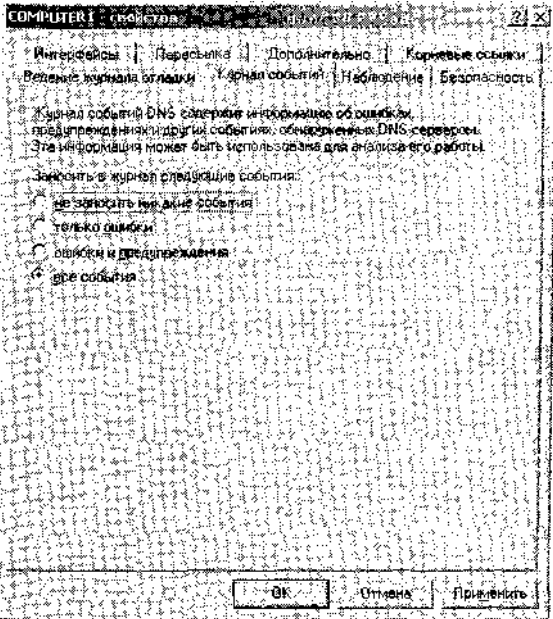 COMPUTER1 свойства
Интерфейсы Пересылка Дополнительно Корневые ссылки
Ведение журнала отладки Журнал событий Наблюдение Безопасность
Журнал событий DNS содержит информацию об ошибках,
предупреждениях и других событиях, обнаруженных DNS-сервером.
Эта информация может быть использована для анализа его работы.
Заносить в журнал следующие события:
не заносить никакие события
только ошибки
ошибки и предупреждения
все события
ОК Отмена Применить